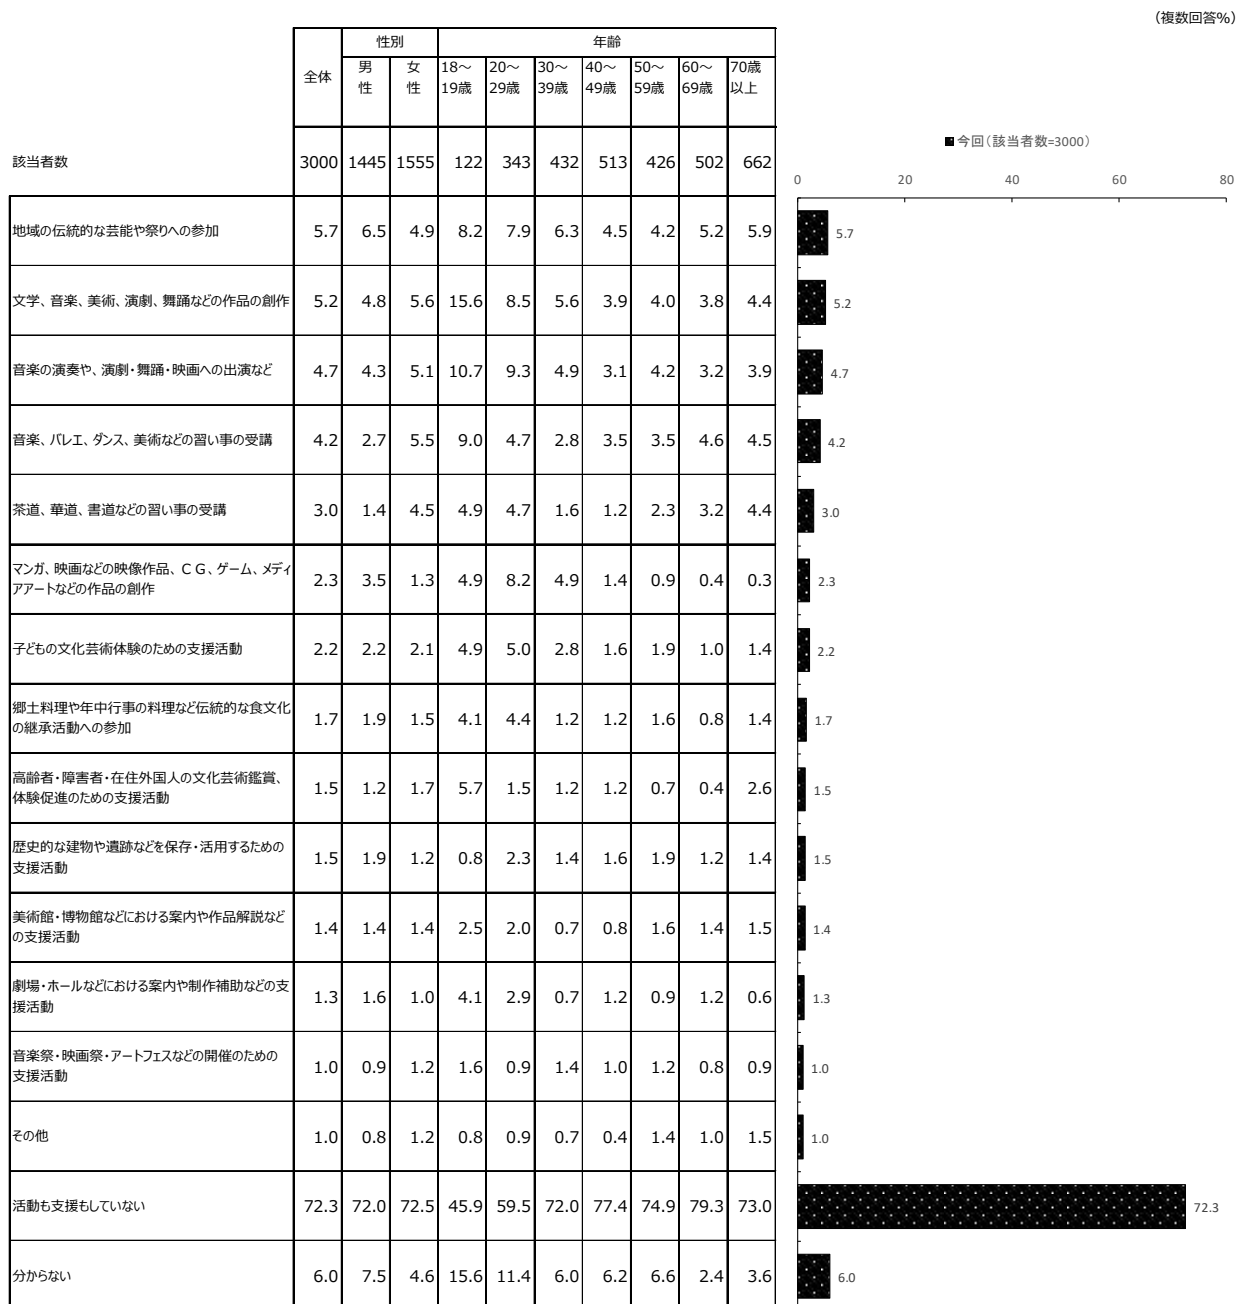 （複数回答%）
全体 性別 年齢
男性 女性 18～19歳 20～29歳 30～39歳 40～49歳 50～59歳 60～69歳 70歳以上
■今回（該当者数=3000）
該当者数 3000 1445 1555 122 343 432 513 426 502 662
0 20 40 60 80
地域の伝統的な芸能や祭りへの参加 5.7 6.5 4.9 8.2 7.9 6.3 4.5 4.2 5.2 5.9 5.7
文学、音楽、美術、演劇、舞踊などの作品の創作 5.2 4.8 5.6 15.6 8.5 5.6 3.9 4.0 3.8 4.4 5.2
音楽の演奏や、演劇・舞踊・映画への出演など 4.7 4.3 5.1 10.7 9.3 4.9 3.1 4.2 3.2 3.9 4.7
音楽、バレエ、ダンス、美術などの習い事の受講 4.2 2.7 5.5 9.0 4.7 2.8 3.5 3.5 4.6 4.5 4.2
茶道、華道、書道などの習い事の受講 3.0 1.4 4.5 4.9 4.7 1.6 1.2 2.3 3.2 4.4 3.0
マンガ、映画などの映像作品、ＣＧ、ゲーム、メディ
アアートなどの作品の創作 2.3 3.5 1.3 4.9 8.2 4.9 1.4 0.9 0.4 0.3 2.3
子どもの文化芸術体験のための支援活動 2.2 2.2 2.1 4.9 5.0 2.8 1.6 1.9 1.0 1.4 2.2
郷土料理や年中行事の料理など伝統的な食文化
の継承活動への参加 1.7 1.9 1.5 4.1 4.4 1.2 1.2 1.6 0.8 1.4 1.7
高齢者・障害者・在住外国人の文化芸術鑑賞、
体験促進のための支援活動 1.5 1.2 1.7 5.7 1.5 1.2 1.2 0.7 0.4 2.6 1.5
歴史的な建物や遺跡などを保存・活用するための
支援活動 1.5 1.9 1.2 0.8 2.3 1.4 1.6 1.9 1.2 1.4 1.5
美術館・博物館などにおける案内や作品解説など
の支援活動 1.4 1.4 1.4 2.5 2.0 0.7 0.8 1.6 1.4 1.5 1.4
劇場・ホールなどにおける案内や制作補助などの支
援活動 1.3 1.6 1.0 4.1 2.9 0.7 1.2 0.9 1.2 0.6 1.3
音楽祭・映画祭・アートフェスなどの開催のための
支援活動 1.0 0.9 1.2 1.6 0.9 1.4 1.0 1.2 0.8 0.9 1.0
その他 1.0 0.8 1.2 0.8 0.9 0.7 0.4 1.4 1.0 1.5 1.0
活動も支援もしていない 72.3 72.0 72.5 45.9 59.5 72.0 77.4 74.9 79.3 73.0 72.3
分からない 6.0 7.5 4.6 15.6 11.4 6.0 6.2 6.6 2.4 3.6 6.0